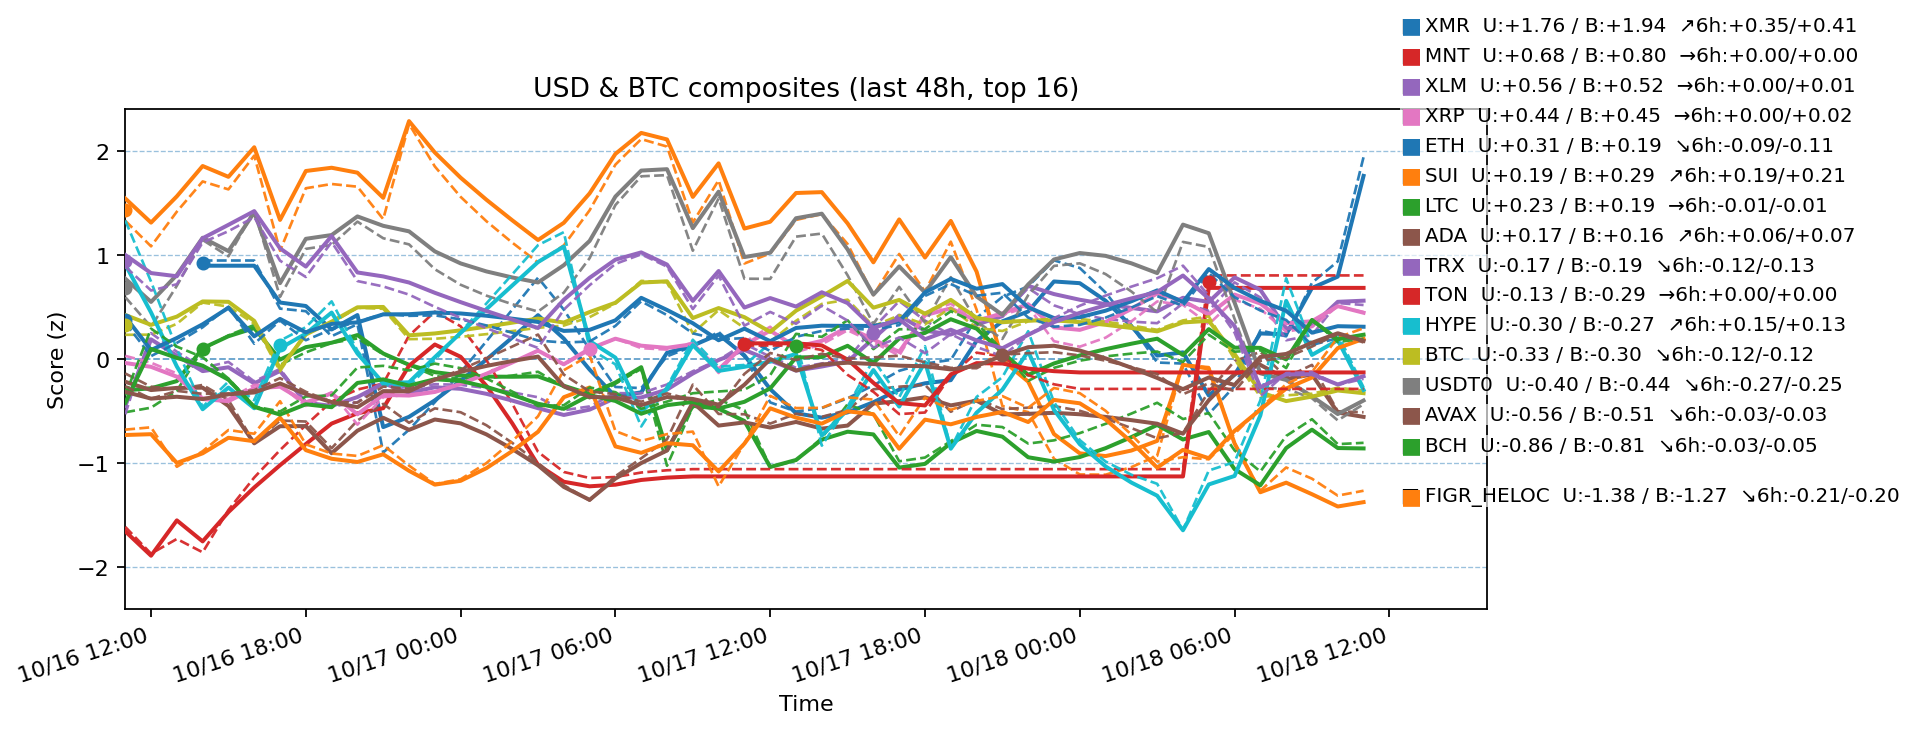 XMR U:+1.76 / B:+1.94 ↗6h:+0.35/+0.41
MNT U:+0.68 / B:+0.80 →6h:+0.00/+0.00
XLM U:+0.56 / B:+0.52 →6h:+0.00/+0.01
XRP U:+0.44 / B:+0.45 →6h:+0.00/+0.02
ETH U:+0.31 / B:+0.19 ↘6h:-0.09/-0.11
SUI U:+0.19 / B:+0.29 ↗6h:+0.19/+0.21
LTC U:+0.23 / B:+0.19 →6h:-0.01/-0.01
ADA U:+0.17 / B:+0.16 ↗6h:+0.06/+0.07
TRX U:-0.17 / B:-0.19 ↘6h:-0.12/-0.13
TON U:-0.13 / B:-0.29 →6h:+0.00/+0.00
HYPE U:-0.30 / B:-0.27 ↗6h:+0.15/+0.13
BTC U:-0.33 / B:-0.30 ↘6h:-0.12/-0.12
USDT0 U:-0.40 / B:-0.44 ↘6h:-0.27/-0.25
AVAX U:-0.56 / B:-0.51 ↘6h:-0.03/-0.03
BCH U:-0.86 / B:-0.81 ↘6h:-0.03/-0.05
FIGR_HELOC U:-1.38 / B:-1.27 ↘6h:-0.21/-0.20
USD & BTC composites (last 48h, top 16)
Score (z)
2
1
0
−1
−2
10/16 12:00
10/16 18:00
10/17 00:00
10/17 06:00
10/17 12:00
10/17 18:00
10/18 00:00
10/18 06:00
10/18 12:00
Time